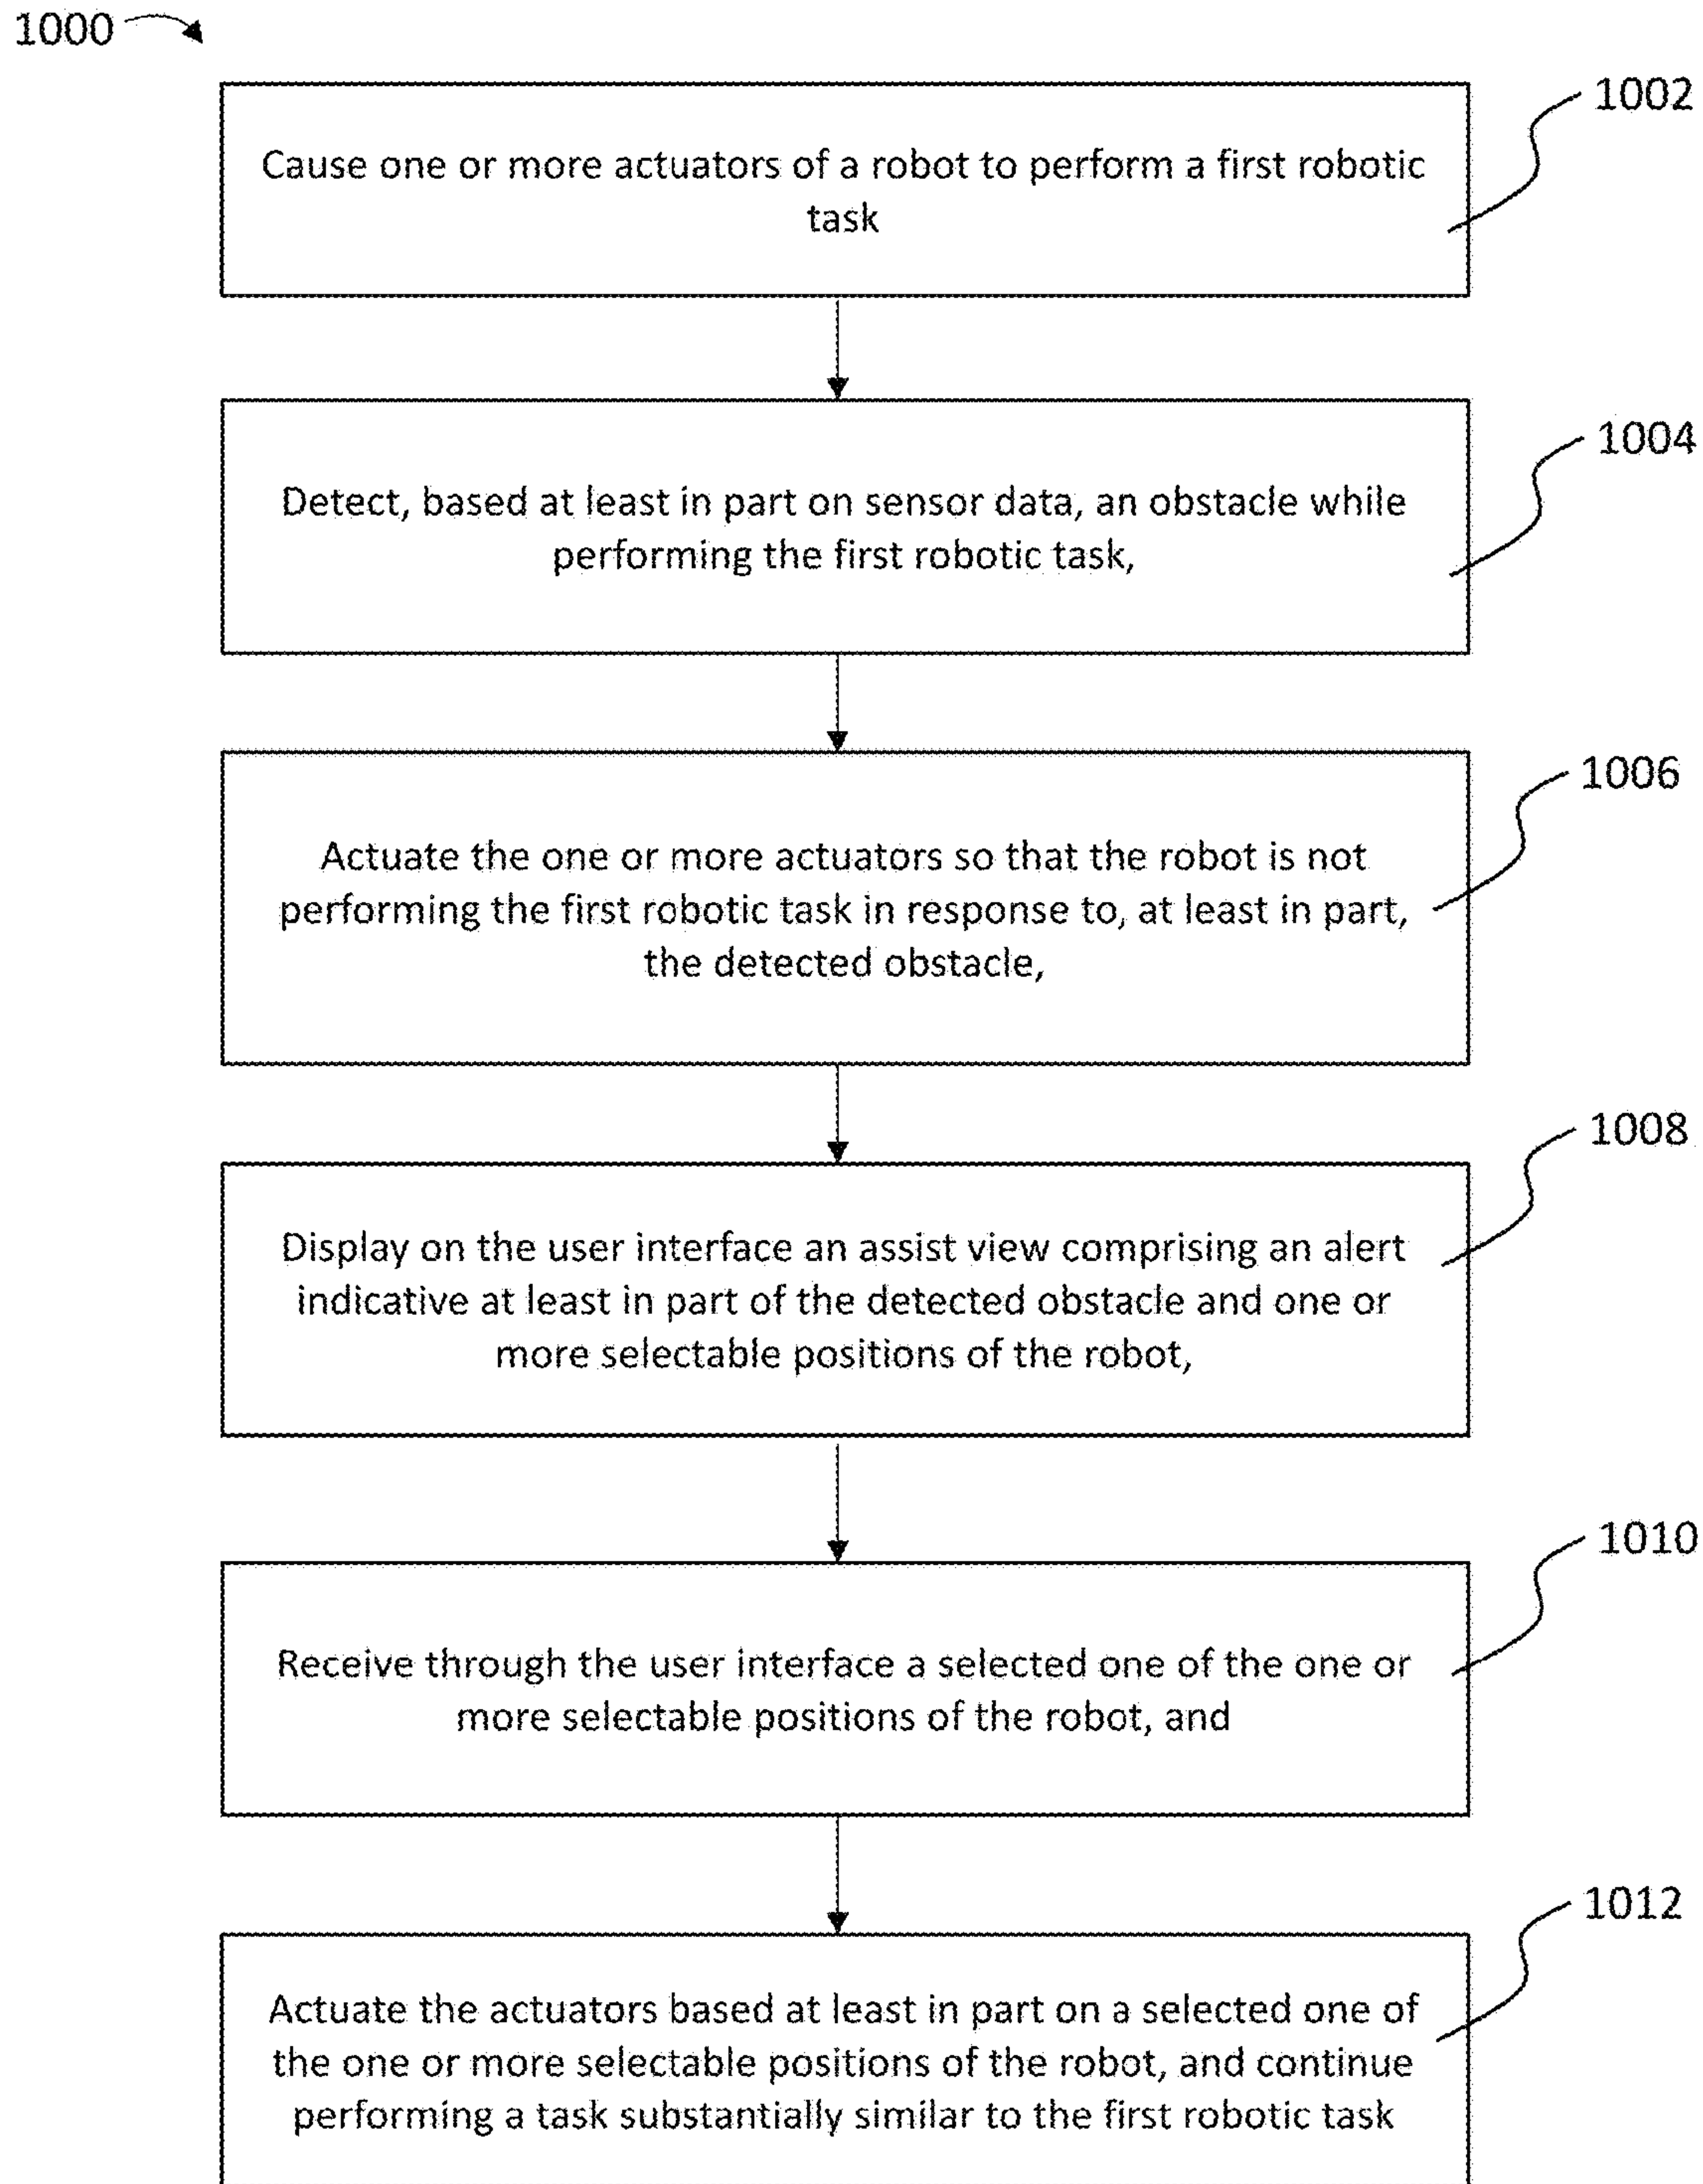 1000
1002
Cause one or more actuators of a robot to perform a first robotic
task
1004
Detect, based at least in part on sensor data, an obstacle while
performing the first robotic task,
1006
Actuate the one or more actuators so that the robot is not
performing the first robotic task in response to, at least in part,
the detected obstacle,
1008
Display on the user interface an assist view comprising an alert
indicative at least in part of the detected obstacle and one or
more selectable positions of the robot,
1010
Receive through the user interface a selected one of the one or
more selectable positions of the robot, and
1012
Actuate the actuators based at least in part on a selected one of
the one or more selectable positions of the robot, and continue
performing a task substantially similar to the first robotic task